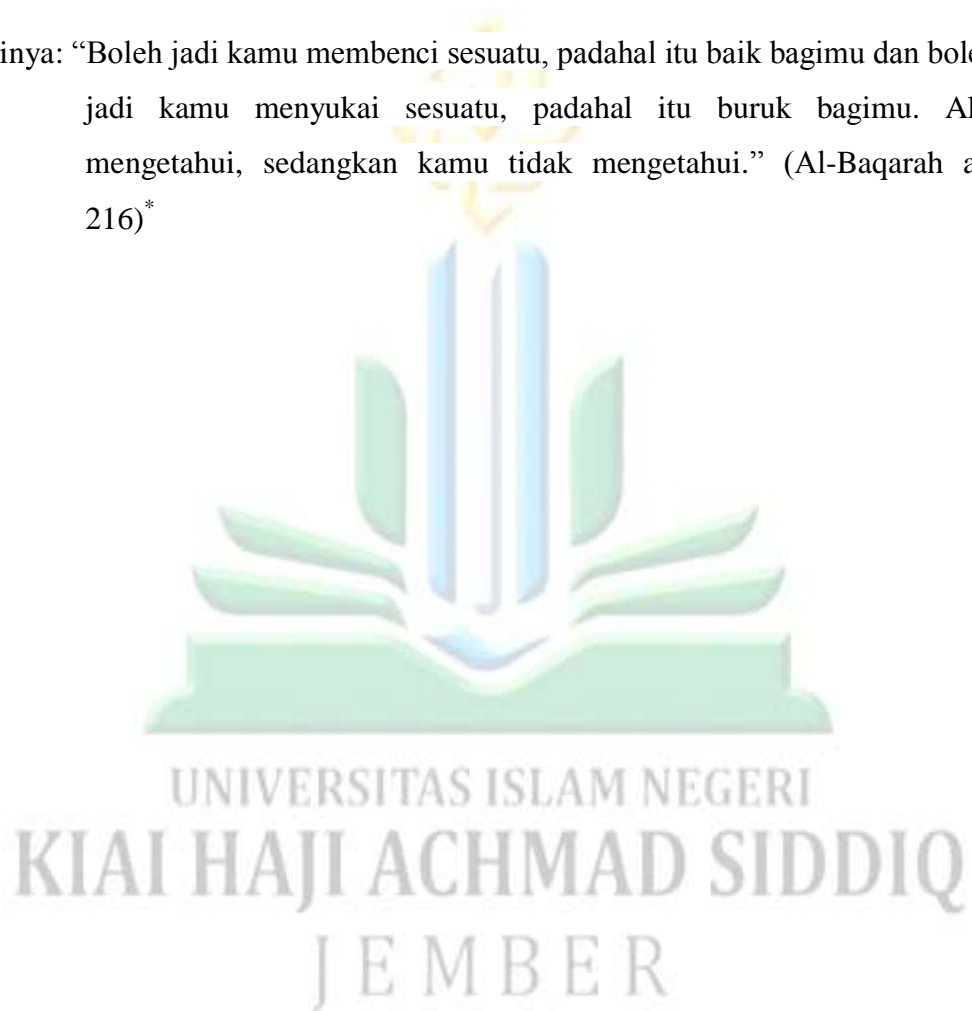 inya: “Boleh jadi kamu membenci sesuatu, padahal itu baik bagimu dan bole
jadi kamu menyukai sesuatu, padahal itu buruk bagimu. Al
mengetahui, sedangkan kamu tidak mengetahui.” (Al-Baqarah a
216)*
UNIVERSITAS ISLAM NEGERI
KIAI HAJI ACHMAD SIDDIQ
JEMBER